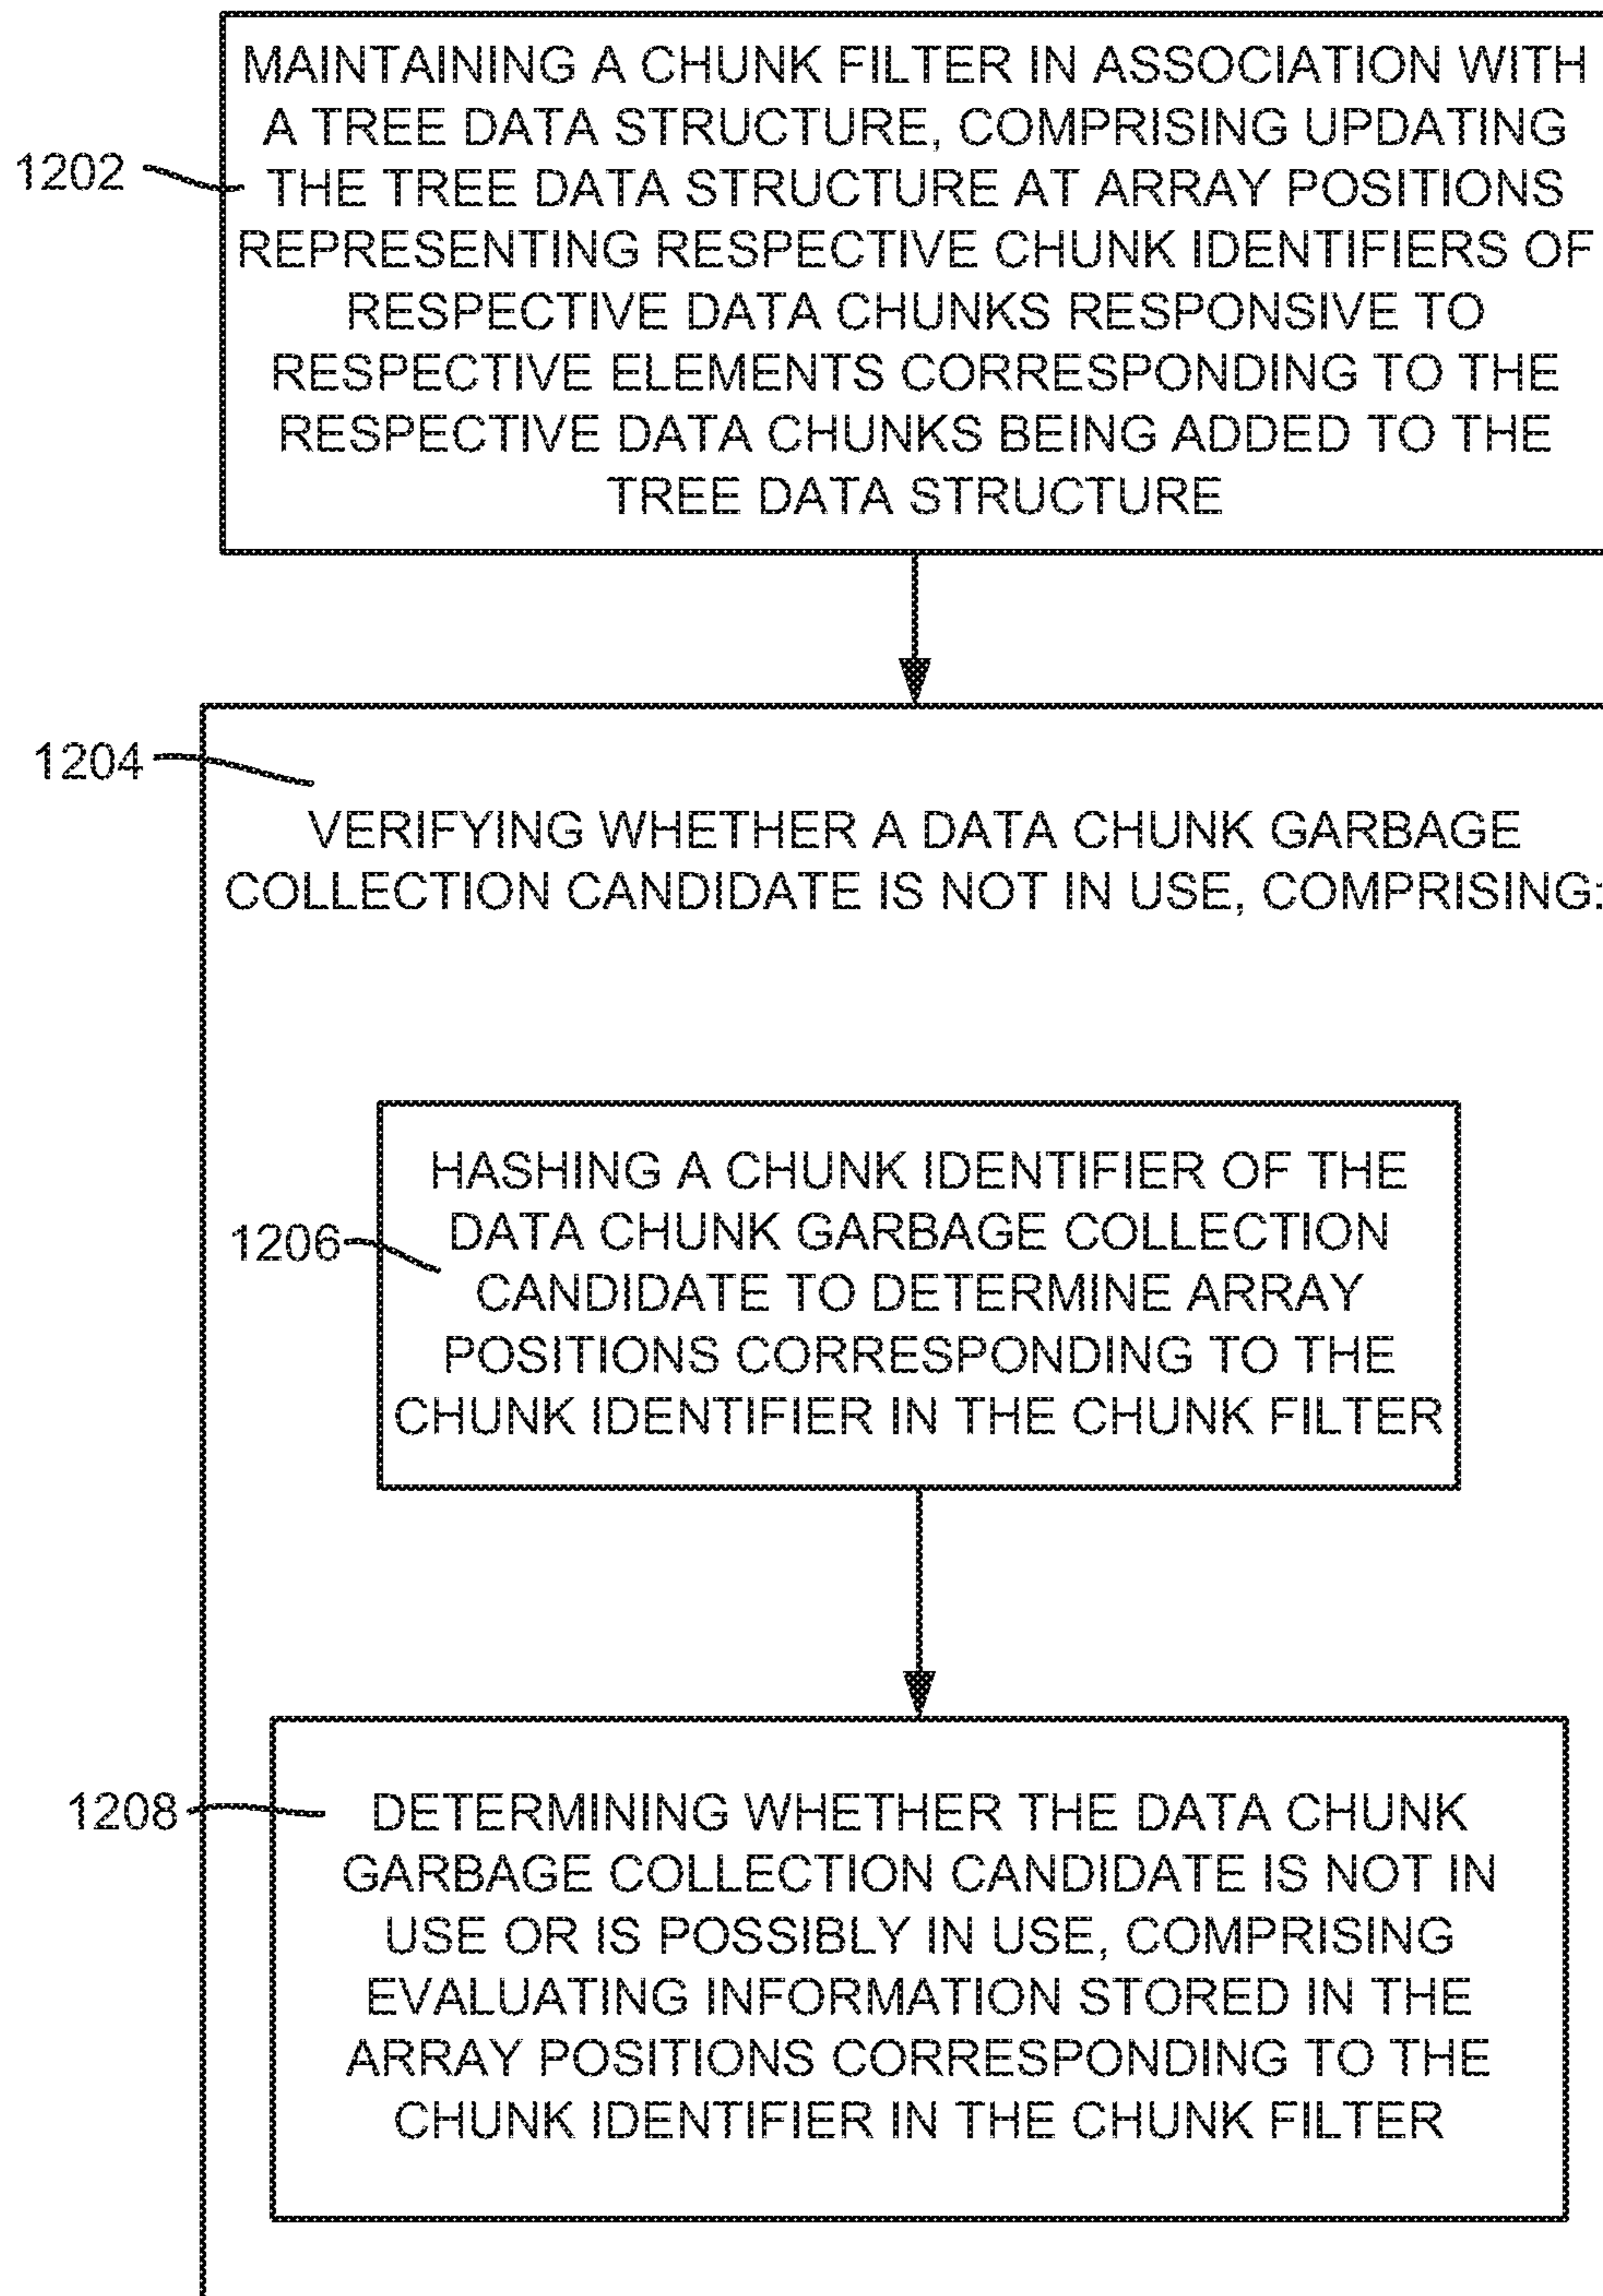 MAINTAINING A CHUNK FILTER IN ASSOCIATION WITH
A TREE DATA STRUCTURE, COMPRISING UPDATING
1202
THE TREE DATA STRUCTURE AT ARRAY POSITIONS
REPRESENTING RESPECTIVE CHUNK IDENTIFIERS OF
RESPECTIVE DATA CHUNKS RESPONSIVE TO
RESPECTIVE ELEMENTS CORRESPONDING TO THE
RESPECTIVE DATA CHUNKS BEING ADDED TO THE
TREE DATA STRUCTURE
1204
VERIFYING WHETHER A DATA CHUNK GARBAGE
COLLECTION CANDIDATE IS NOT IN USE, COMPRISING:
HASHING A CHUNK IDENTIFIER OF THE
1206
DATA CHUNK GARBAGE COLLECTION
CANDIDATE TO DETERMINE ARRAY
POSITIONS CORRESPONDING TO THE
CHUNK IDENTIFIER IN THE CHUNK FILTER
1208
DETERMINING WHETHER THE DATA CHUNK
GARBAGE COLLECTION CANDIDATE IS NOT IN
USE OR IS POSSIBLY IN USE, COMPRISING
EVALUATING INFORMATION STORED IN THE
ARRAY POSITIONS CORRESPONDING TO THE
CHUNK IDENTIFIER IN THE CHUNK FILTER